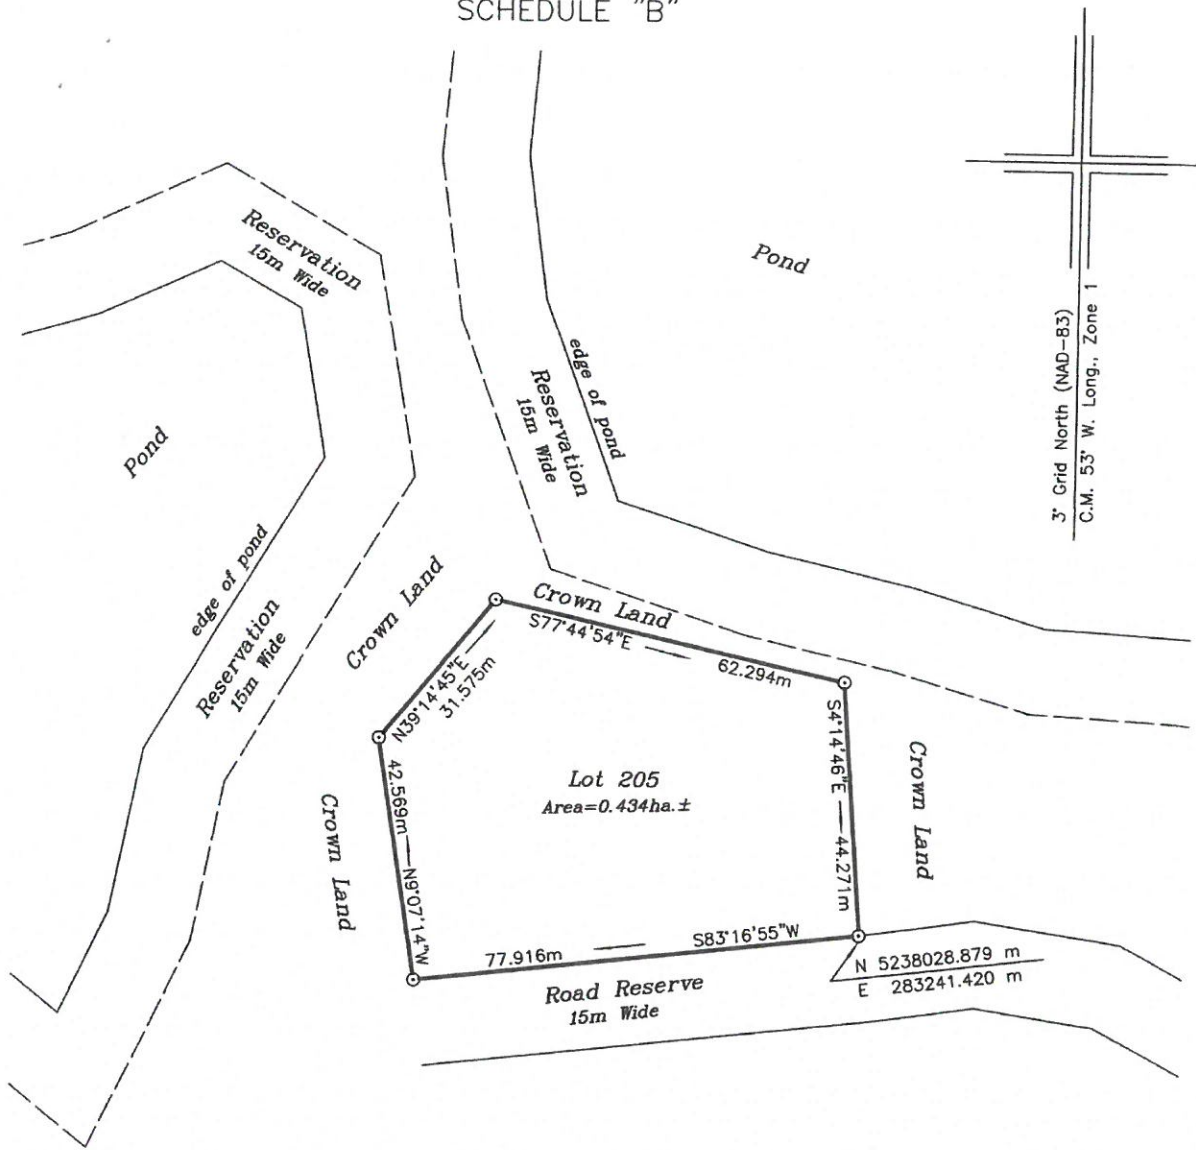 SCHEDULE "B"
Reservation
15m Wide
Pond
3° Grid North (NAD-83)
C.M. 53° W. Long., Zone 1
edge of pond
Reservation
15m Wide
Pond
edge of pond
Reservation
15m Wide
Crown Land
Crown Land
S77°44'54"E
62.294m
N39°14'45"E
31.575m
S4°14'46"E
44.271m
Crown Land
Lot 205
Area=0.434ha.±
42.569m
N9°07'14"W
Crown Land
77.916m
S83°16'55"W
N 5238028.879 m
E 283241.420 m
Road Reserve
15m Wide